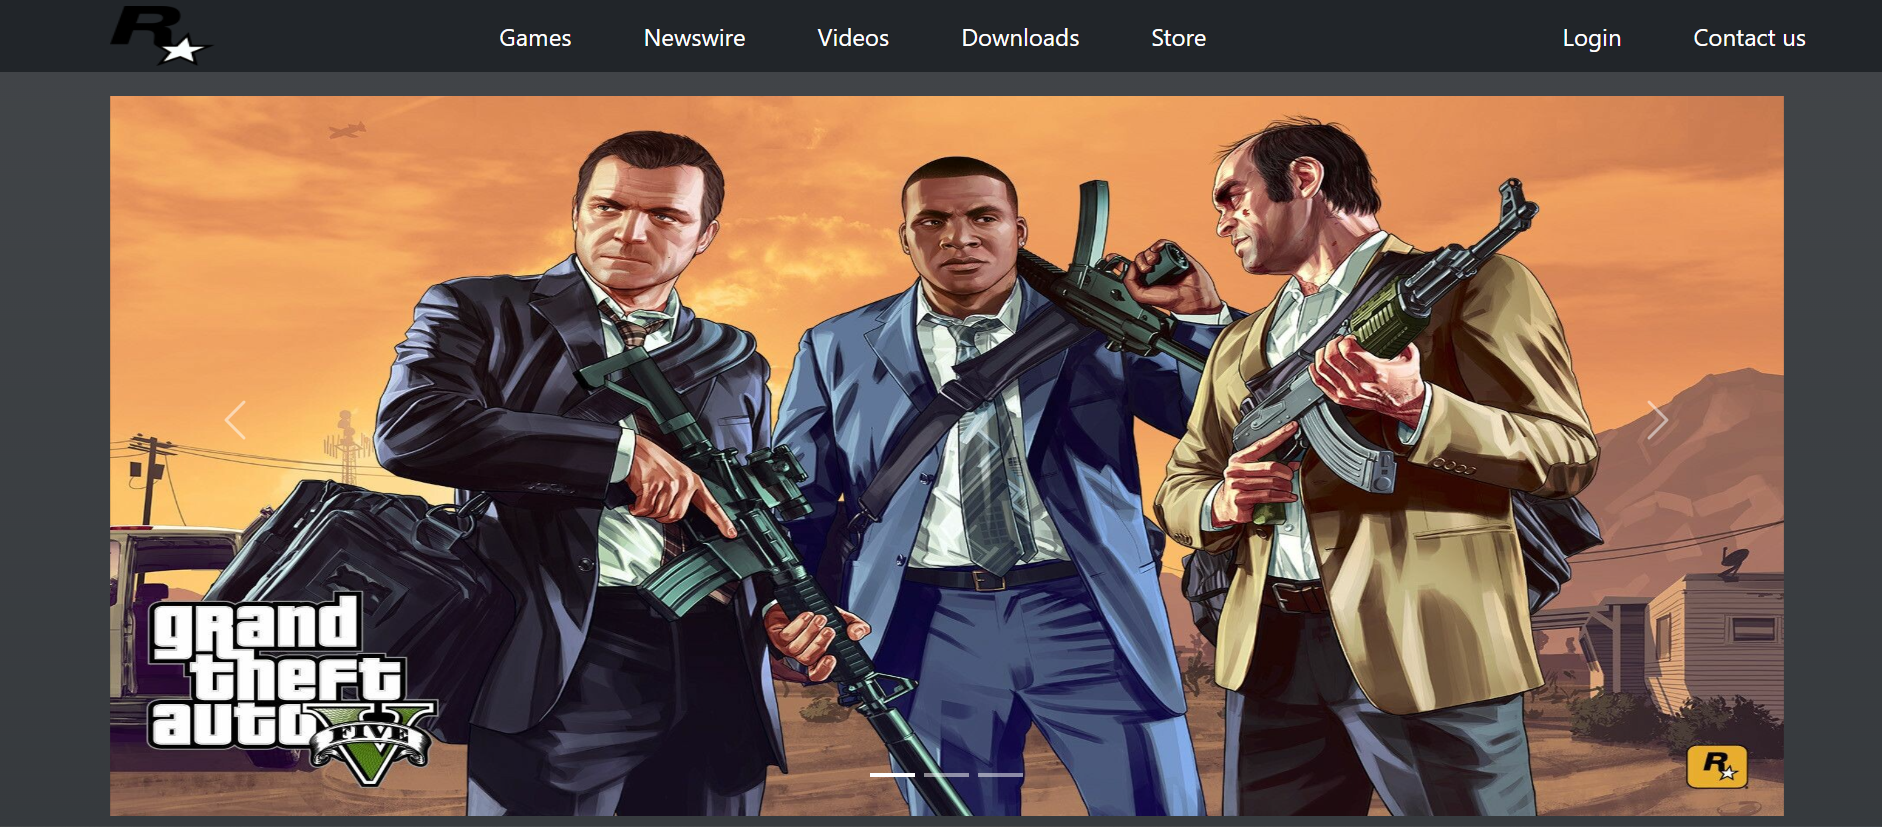 R
Games Newswire Videos Downloads Store Login Contact us
grand
theft
auto
FIVE
V
R